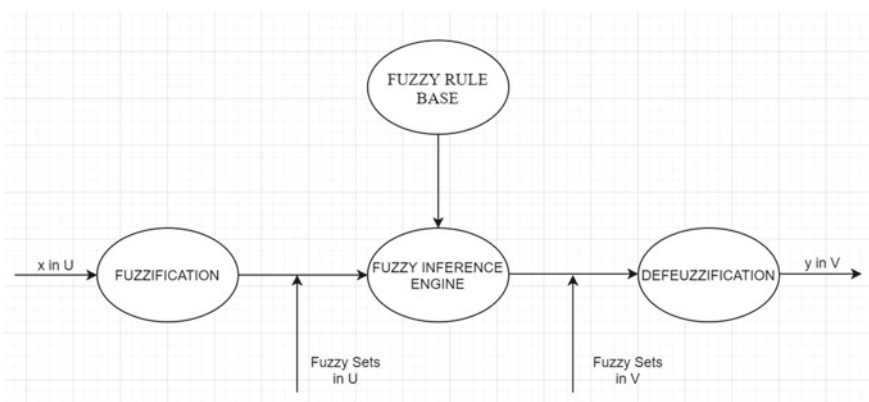 FUZZY RULE
BASE
x in U
FUZZIFICATION
FUZZY INFERENCE
ENGINE
DEFEUZZIFICATION
y in V
Fuzzy Sets
in U
Fuzzy Sets
in V